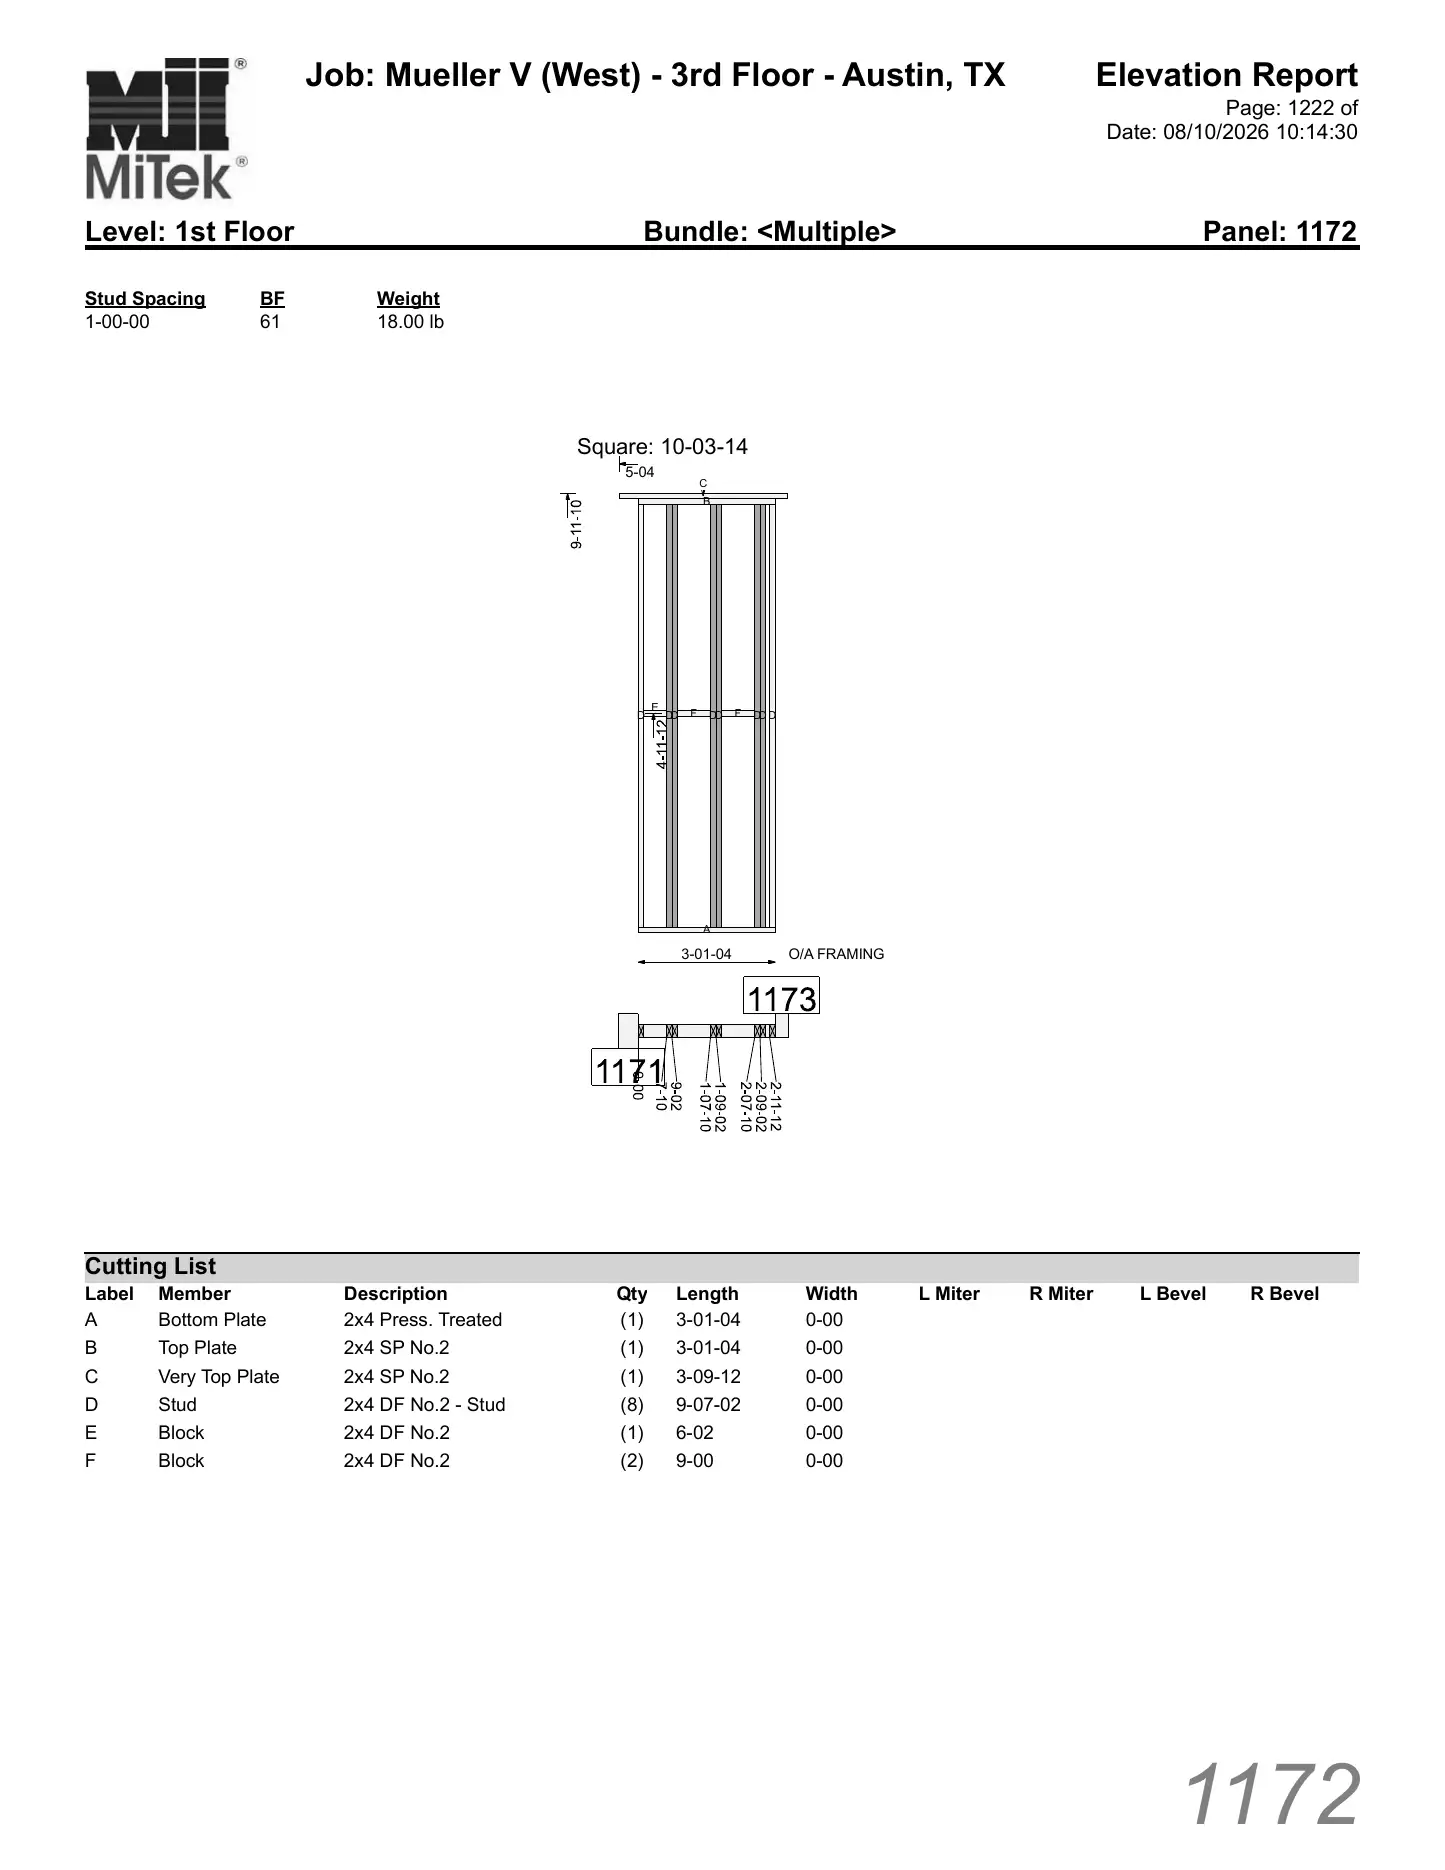 Job: Mueller V (West) - 3rd Floor - Austin, TX
Elevation Report
Page: 1222 of
Date: 08/10/2026 10:14:30
MiTek®
Level: 1st Floor Bundle: <Multiple> Panel: 1172
Stud Spacing BF Weight
1-00-00 61 18.00 lb
Square: 10-03-14
5-04
C
B
9-11-10
E F F
4-11-12
A
3-01-04 O/A FRAMING
1173
1171
7-10
9-02
1-07-10
1-09-02
2-07-10
2-09-02
2-11-12
Cutting List
Label Member Description Qty Length Width L Miter R Miter L Bevel R Bevel
A Bottom Plate 2x4 Press. Treated (1) 3-01-04 0-00
B Top Plate 2x4 SP No.2 (1) 3-01-04 0-00
C Very Top Plate 2x4 SP No.2 (1) 3-09-12 0-00
D Stud 2x4 DF No.2 - Stud (8) 9-07-02 0-00
E Block 2x4 DF No.2 (1) 6-02 0-00
F Block 2x4 DF No.2 (2) 9-00 0-00
1172